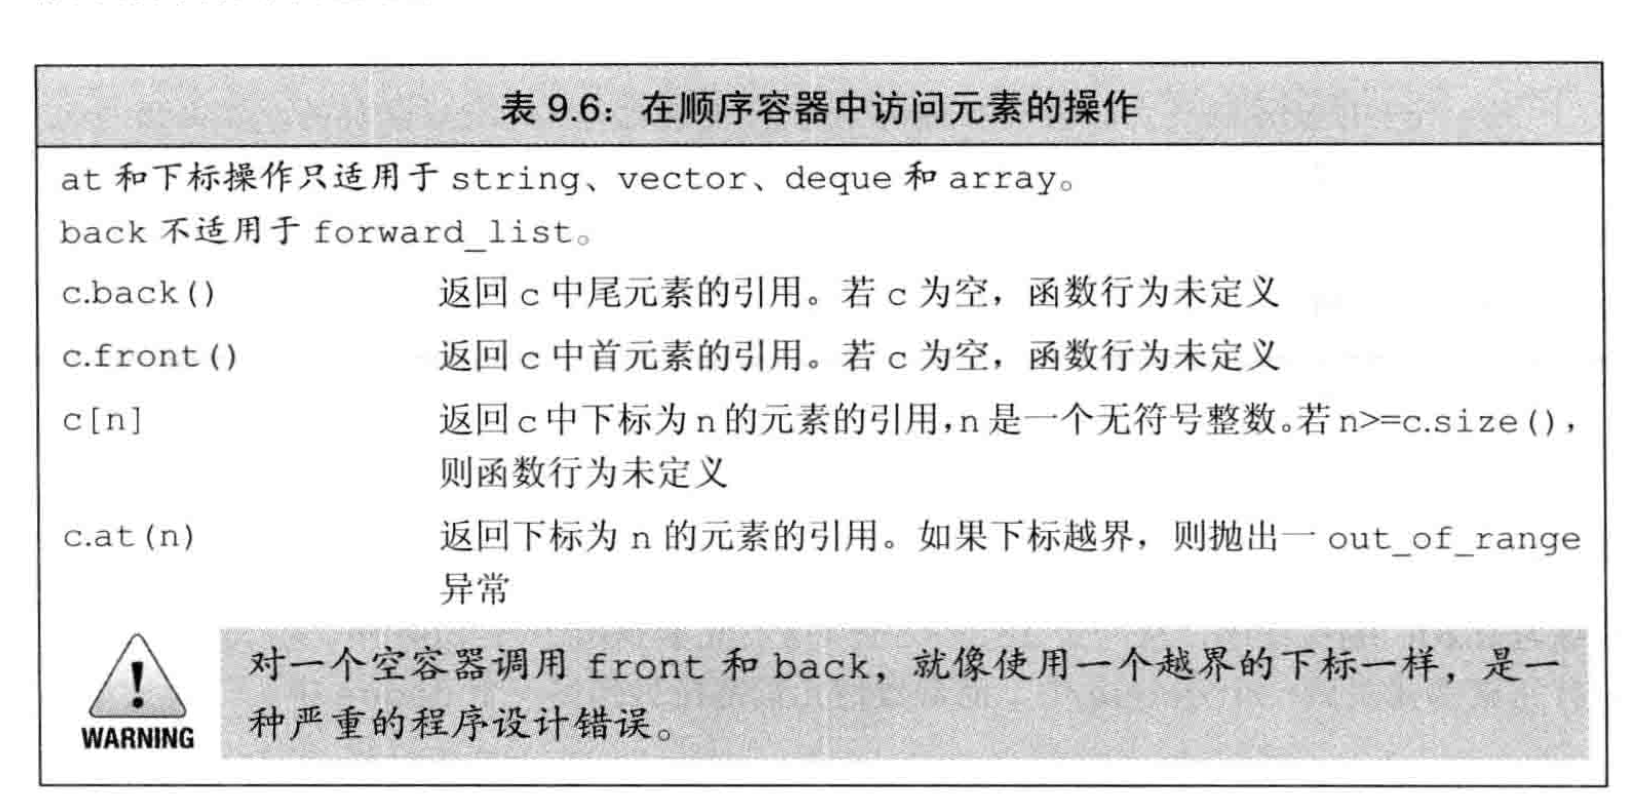 表 9.6：在顺序容器中访问元素的操作
at 和下标操作只适用于 string、vector、deque 和 array。
back 不适用于 forward_list。
c.back() 返回 c 中尾元素的引用。若 c 为空，函数行为未定义
c.front() 返回 c 中首元素的引用。若 c 为空，函数行为未定义
c[n] 返回 c 中下标为 n 的元素的引用，n 是一个无符号整数。若 n>=c.size()，
则函数行为未定义
c.at(n) 返回下标为 n 的元素的引用。如果下标越界，则抛出一 out_of_range
异常
对一个空容器调用 front 和 back，就像使用一个越界的下标一样，是一
种严重的程序设计错误。
WARNING